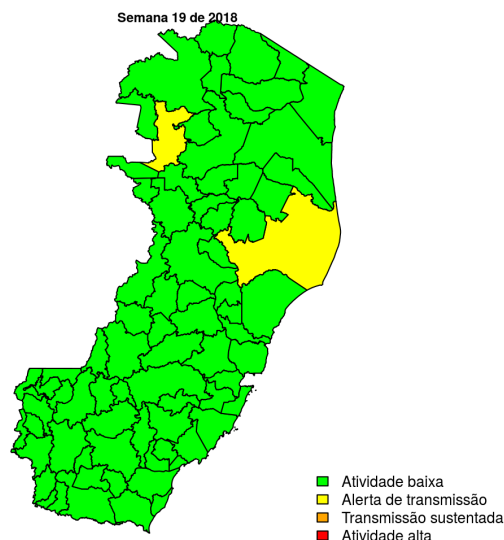 Semana 19 de 2018
Atividade baixa
Alerta de transmissão
Transmissão sustentada
Atividade alta